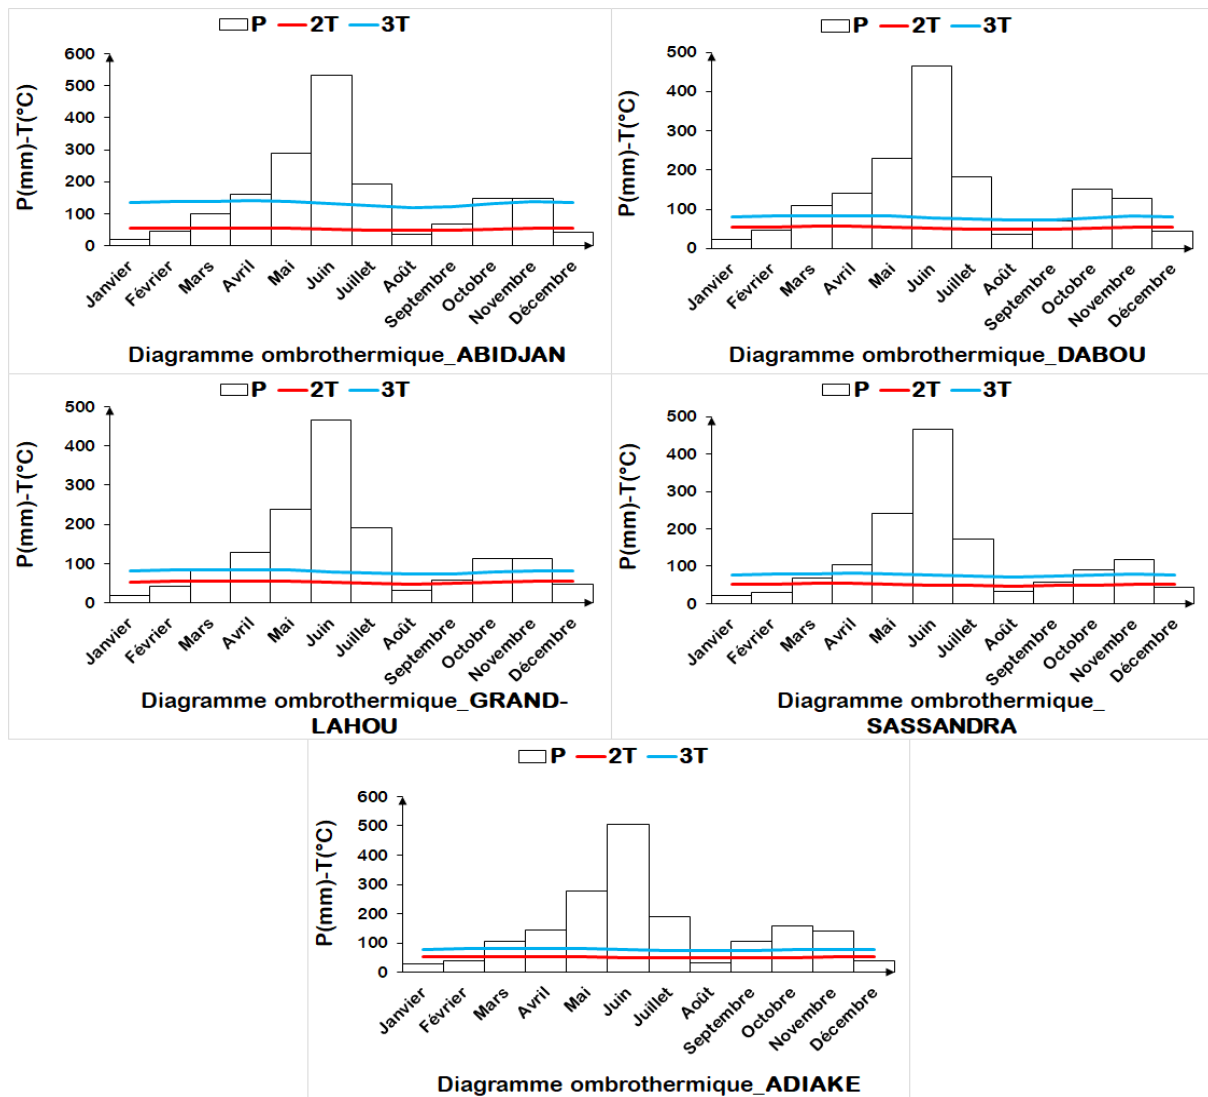 P 2T 3T
P(mm)-T(°C)
600
500
400
300
200
100
0
Janvier
Février
Mars
Avril
Mai
Juin
Juillet
Août
Septembre
Octobre
Novembre
Décembre
Diagramme ombrothermique_ABIDJAN
P 2T 3T
P(mm)-T(°C)
500
400
300
200
100
0
Janvier
Février
Mars
Avril
Mai
Juin
Juillet
Août
Septembre
Octobre
Novembre
Décembre
Diagramme ombrothermique_DABOU
P 2T 3T
P(mm)-T(°C)
500
400
300
200
100
0
Janvier
Février
Mars
Avril
Mai
Juin
Juillet
Août
Septembre
Octobre
Novembre
Décembre
Diagramme ombrothermique_GRAND-
LAHOU
P 2T 3T
P(mm)-T(°C)
500
400
300
200
100
0
Janvier
Février
Mars
Avril
Mai
Juin
Juillet
Août
Septembre
Octobre
Novembre
Décembre
Diagramme ombrothermique_
SASSANDRA
P 2T 3T
P(mm)-T(°C)
600
500
400
300
200
100
0
Janvier
Février
Mars
Avril
Mai
Juin
Juillet
Août
Septembre
Octobre
Novembre
Décembre
Diagramme ombrothermique_ADIAKE